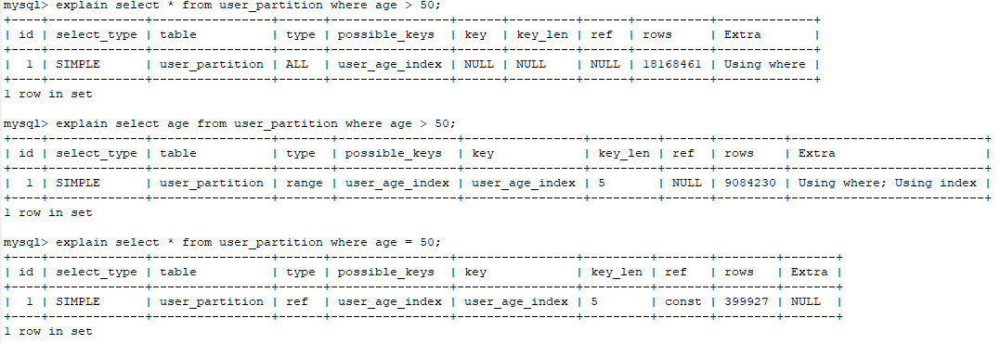 mysql> explain select * from user_partition where age > 50;
+----+-------------+----------------+------+----------------+------+---------+------+----------+-------------+
| id | select_type | table          | type | possible_keys  | key  | key_len | ref  | rows     | Extra       |
+----+-------------+----------------+------+----------------+------+---------+------+----------+-------------+
|  1 | SIMPLE      | user_partition | ALL  | user_age_index | NULL | NULL    | NULL | 18168461 | Using where |
+----+-------------+----------------+------+----------------+------+---------+------+----------+-------------+
1 row in set
mysql> explain select age from user_partition where age > 50;
+----+-------------+----------------+-------+----------------+----------------+---------+------+---------+--------------------------+
| id | select_type | table          | type  | possible_keys  | key            | key_len | ref  | rows    | Extra                    |
+----+-------------+----------------+-------+----------------+----------------+---------+------+---------+--------------------------+
|  1 | SIMPLE      | user_partition | range | user_age_index | user_age_index | 5       | NULL | 9084230 | Using where; Using index |
+----+-------------+----------------+-------+----------------+----------------+---------+------+---------+--------------------------+
1 row in set
mysql> explain select * from user_partition where age = 50;
+----+-------------+----------------+------+----------------+----------------+---------+-------+--------+-------+
| id | select_type | table          | type | possible_keys  | key            | key_len | ref   | rows   | Extra |
+----+-------------+----------------+------+----------------+----------------+---------+-------+--------+-------+
|  1 | SIMPLE      | user_partition | ref  | user_age_index | user_age_index | 5       | const | 399927 | NULL  |
+----+-------------+----------------+------+----------------+----------------+---------+-------+--------+-------+
1 row in set